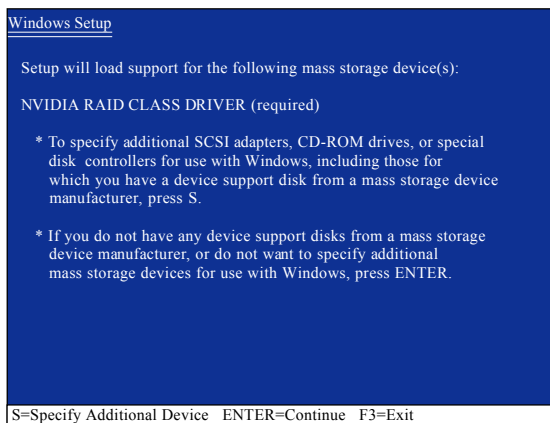 Windows Setup
Setup will load support for the following mass storage device(s):
NVIDIA RAID CLASS DRIVER (required)
* To specify additional SCSI adapters, CD-ROM drives, or special
disk controllers for use with Windows, including those for
which you have a device support disk from a mass storage device
manufacturer, press S.
* If you do not have any device support disks from a mass storage
device manufacturer, or do not want to specify additional
mass storage devices for use with Windows, press ENTER.
S=Specify Additional Device ENTER=Continue F3=Exit